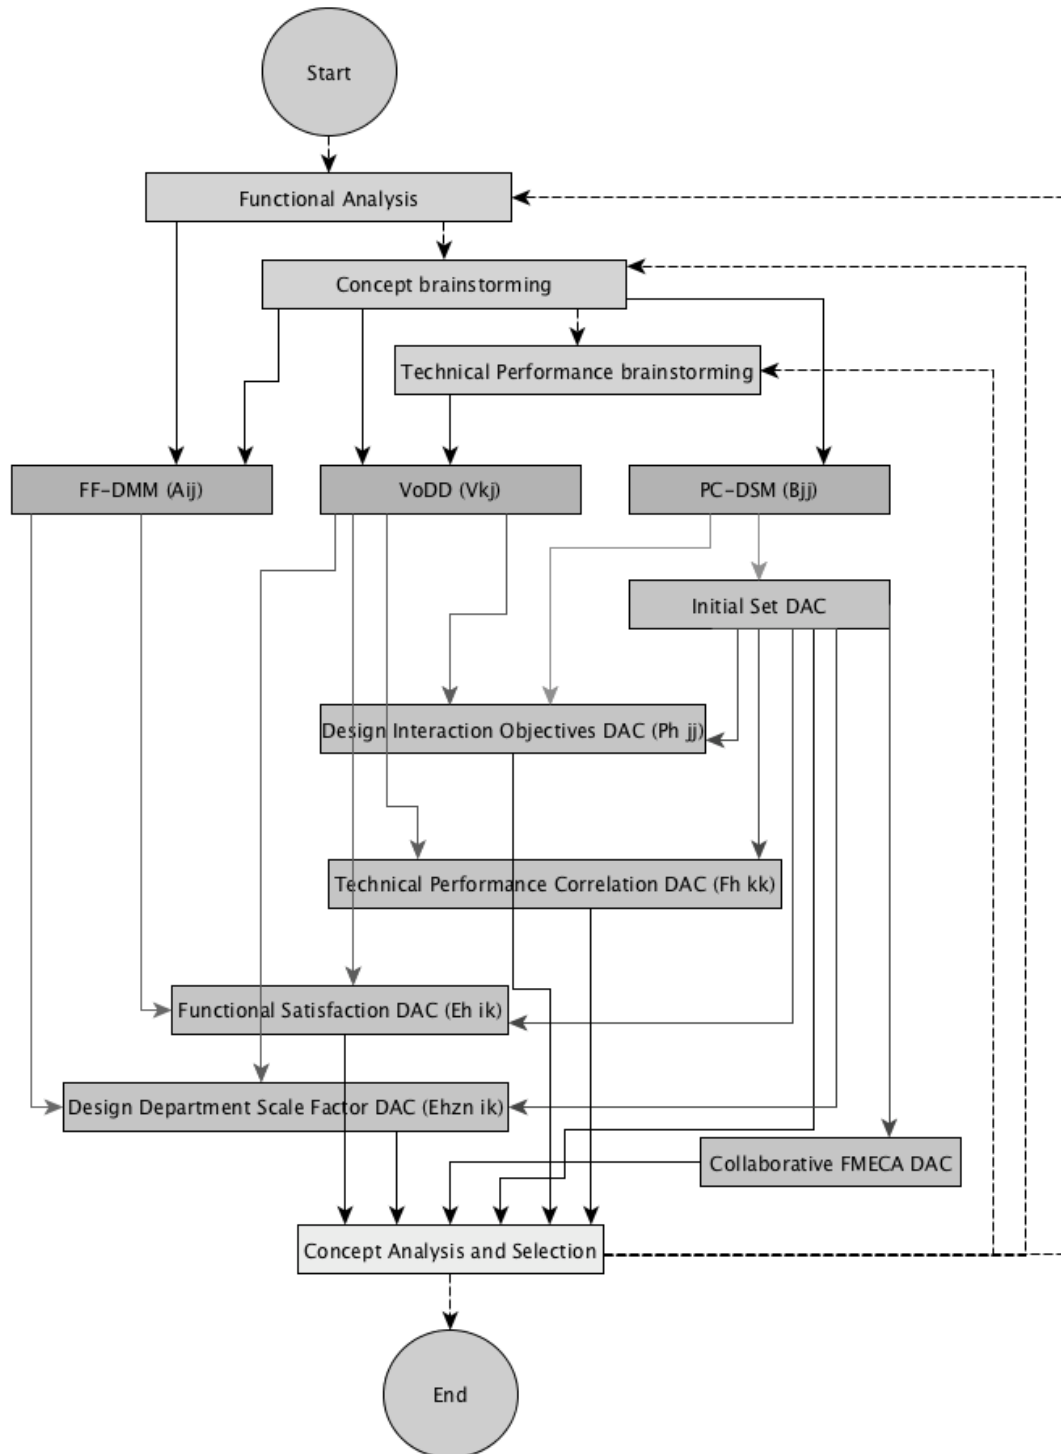 Start
Functional Analysis
Concept brainstorming
Technical Performance brainstorming
FF-DMM (Aij)
VoDD (Vkj)
PC-DSM (Bjj)
Initial Set DAC
Design Interaction Objectives DAC (Ph jj)
Technical Performance Correlation DAC (Fh kk)
Functional Satisfaction DAC (Eh ik)
Design Department Scale Factor DAC (Ehzn ik)
Collaborative FMECA DAC
Concept Analysis and Selection
End